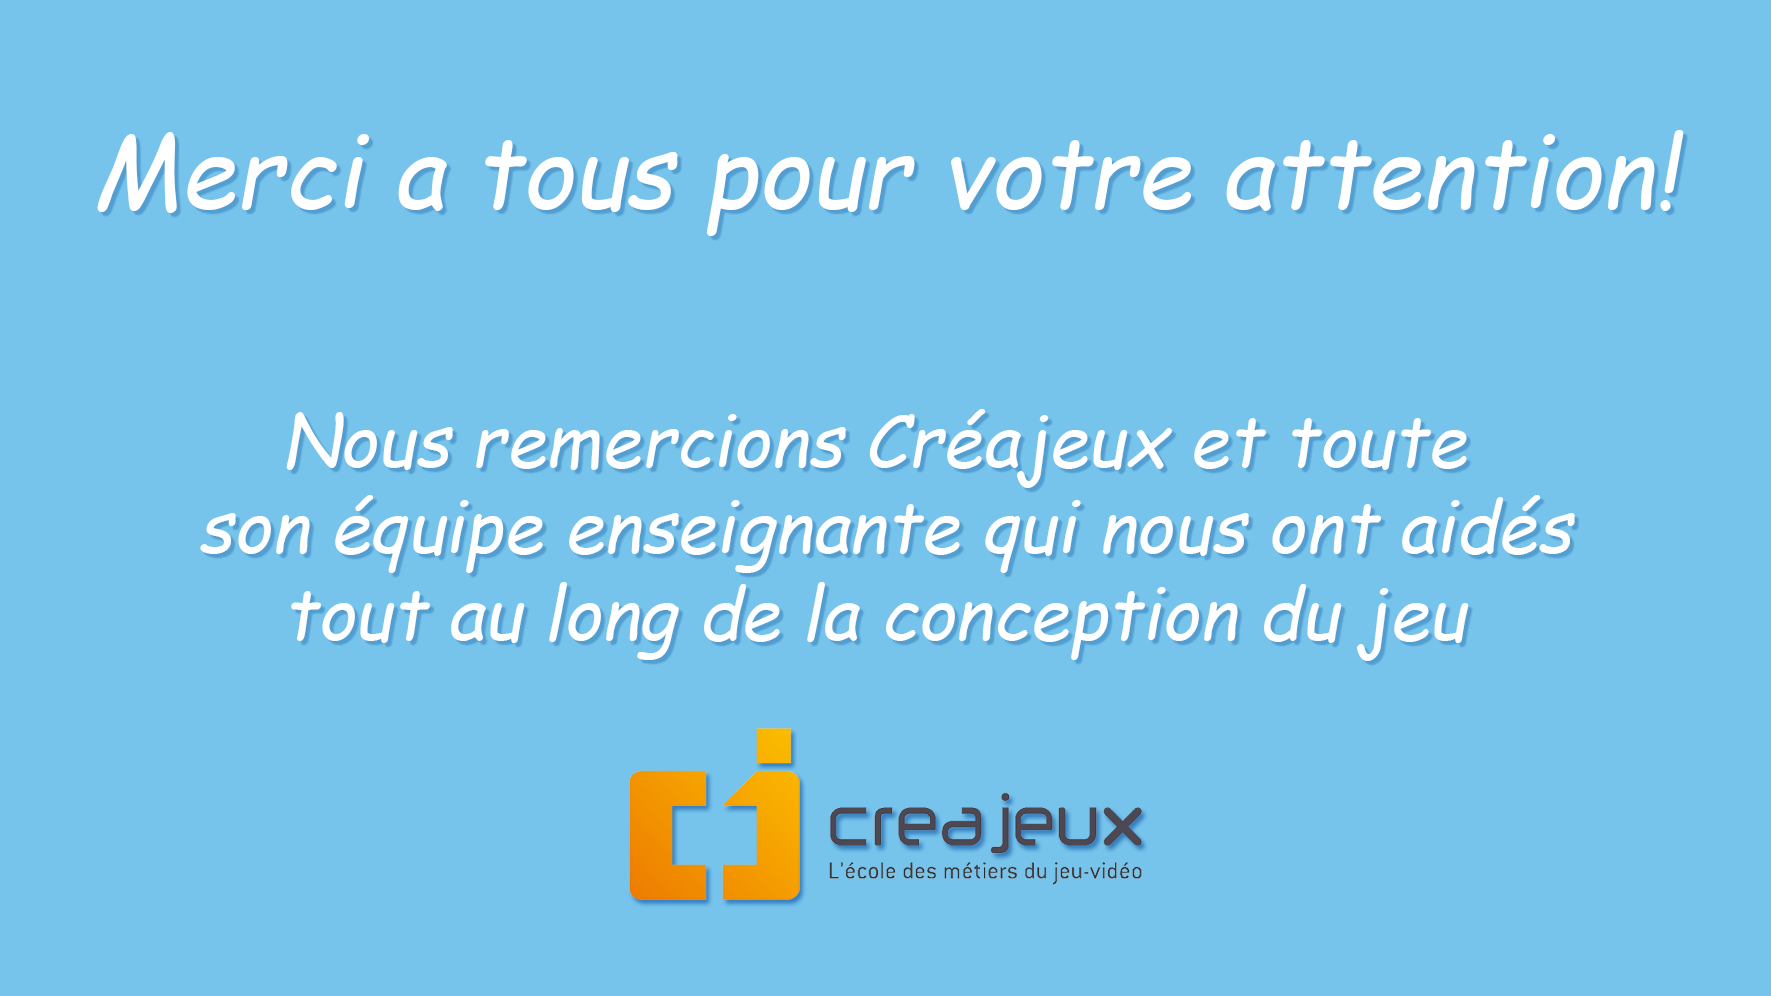 Merci a tous pour votre attention!
Nous remercions Créajeux et toute
son équipe enseignante qui nous ont aidés
tout au long de la conception du jeu
creajeux
L'école des métiers du jeu-vidéo